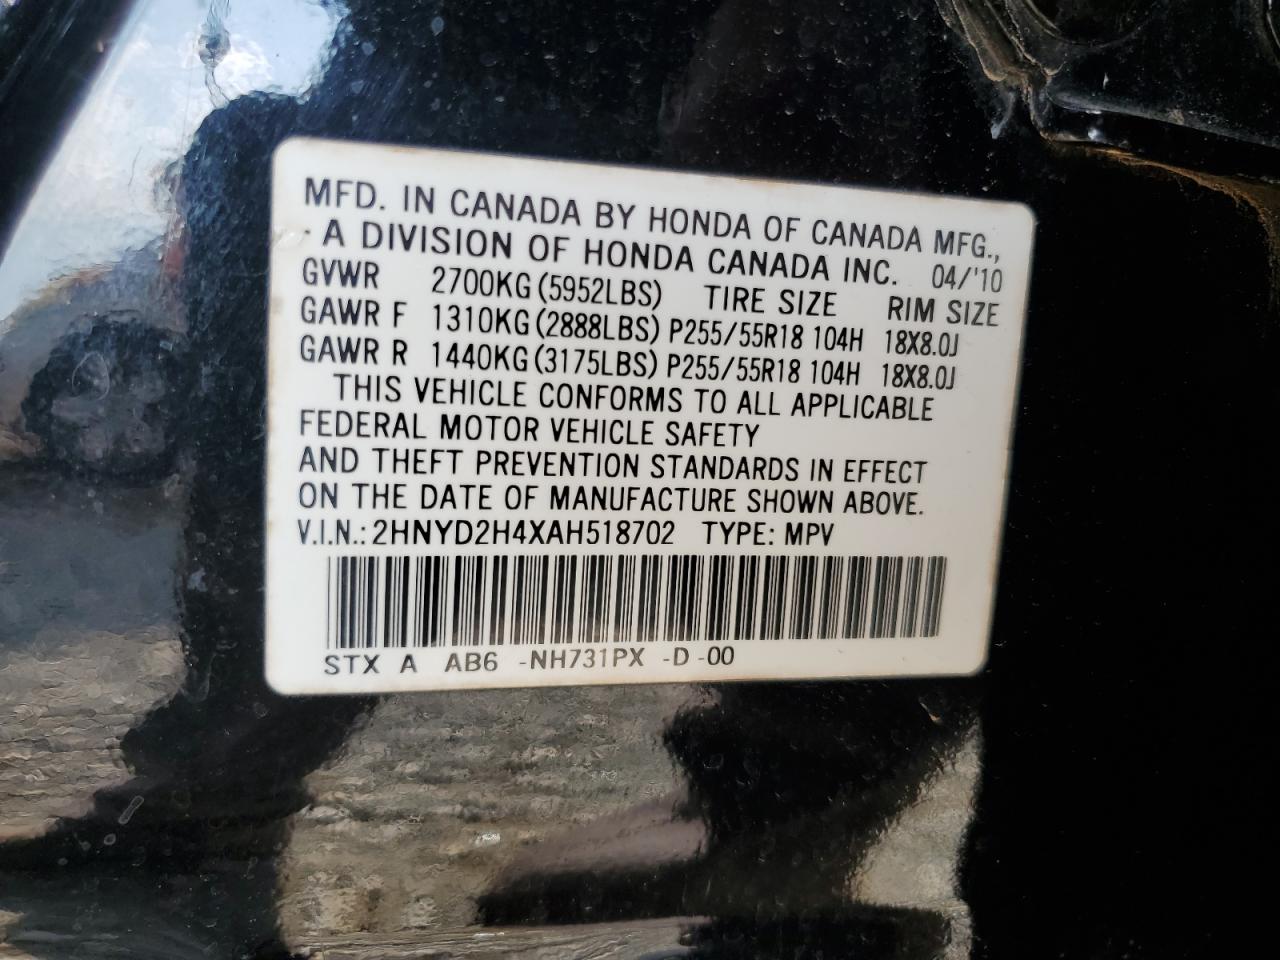 MFD. IN CANADA BY HONDA OF CANADA MFG.,
A DIVISION OF HONDA CANADA INC. 04/'10
GVWR 2700KG (5952LBS) TIRE SIZE RIM SIZE
GAWR F 1310KG (2888LBS) P255/55R18 104H 18X8.0J
GAWR R 1440KG (3175LBS) P255/55R18 104H 18X8.0J
THIS VEHICLE CONFORMS TO ALL APPLICABLE
FEDERAL MOTOR VEHICLE SAFETY
AND THEFT PREVENTION STANDARDS IN EFFECT
ON THE DATE OF MANUFACTURE SHOWN ABOVE.
V.I.N.: 2HNYD2H4XAH518702 TYPE: MPV
STX A AB6 -NH731PX -D -00